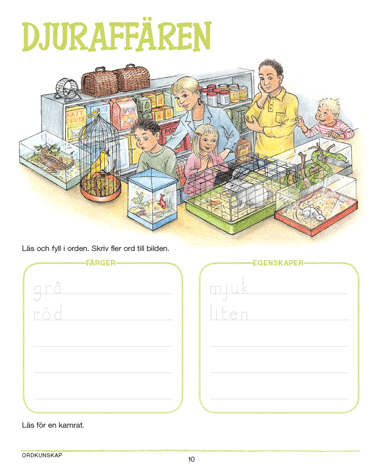 DJURAFFÄREN
Läs och fyll i orden. Skriv fler ord till bilden.
FÄRGER
grå
röd
EGENSKAPER
mjuk
liten
Läs för en kamrat.
ORDKUNSKAP
10